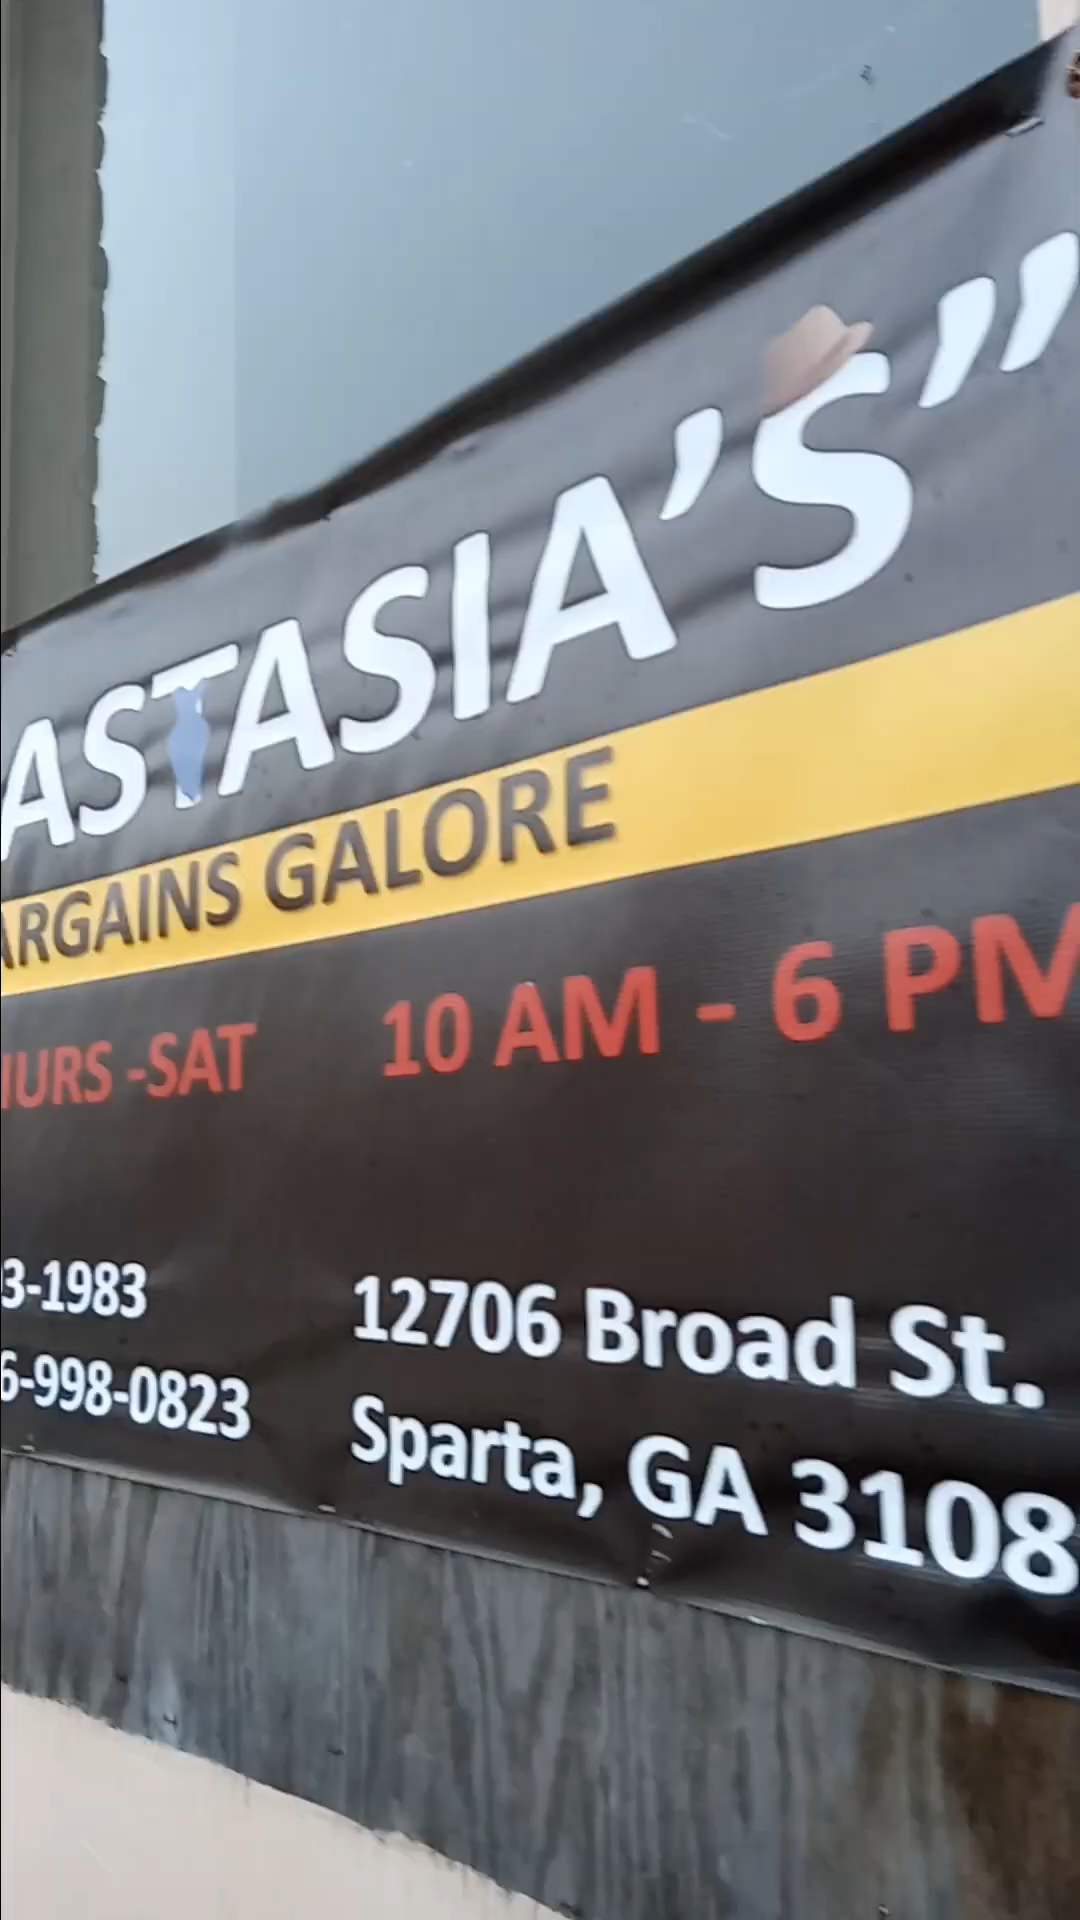 ASTASIA'S"
ARGAINS GALORE
HURS -SAT 10 AM - 6 PM
3-1983
6-998-0823
12706 Broad St.
Sparta, GA 3108